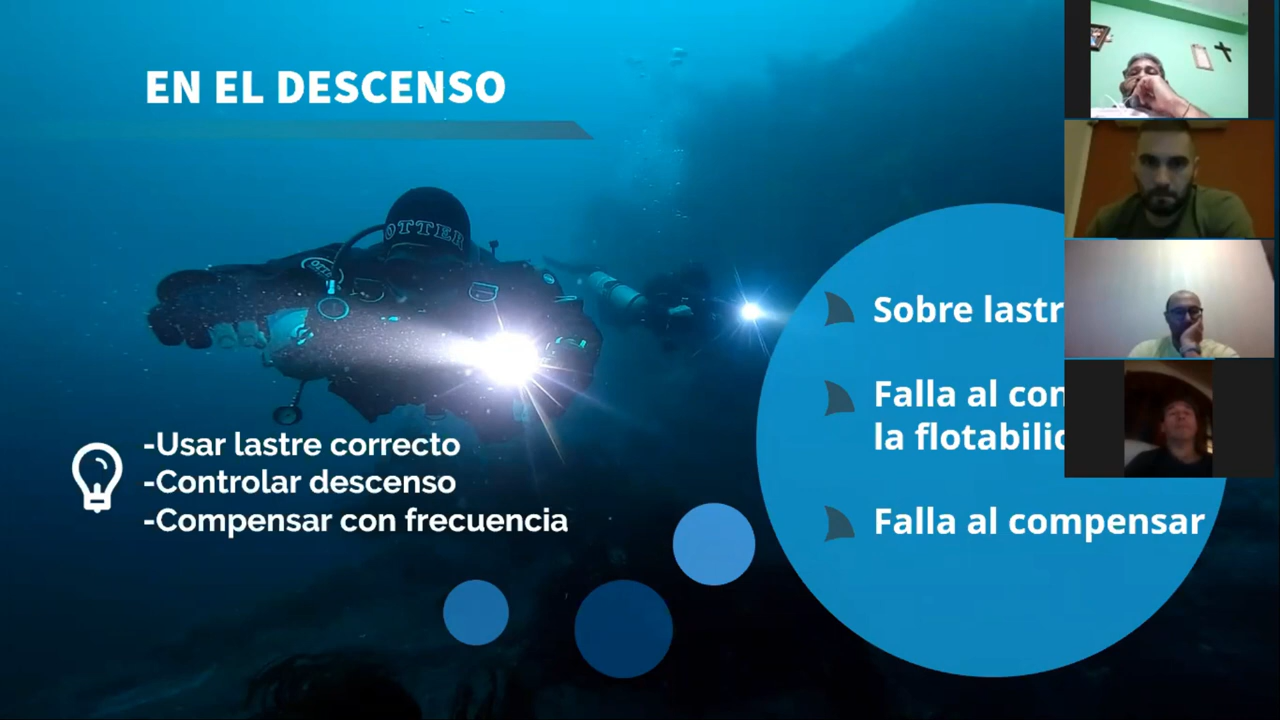 EN EL DESCENSO
OTTER
-Usar lastre correcto
-Controlar descenso
-Compensar con frecuencia
Sobre lastr
Falla al con
la flotabilid
Falla al compensar